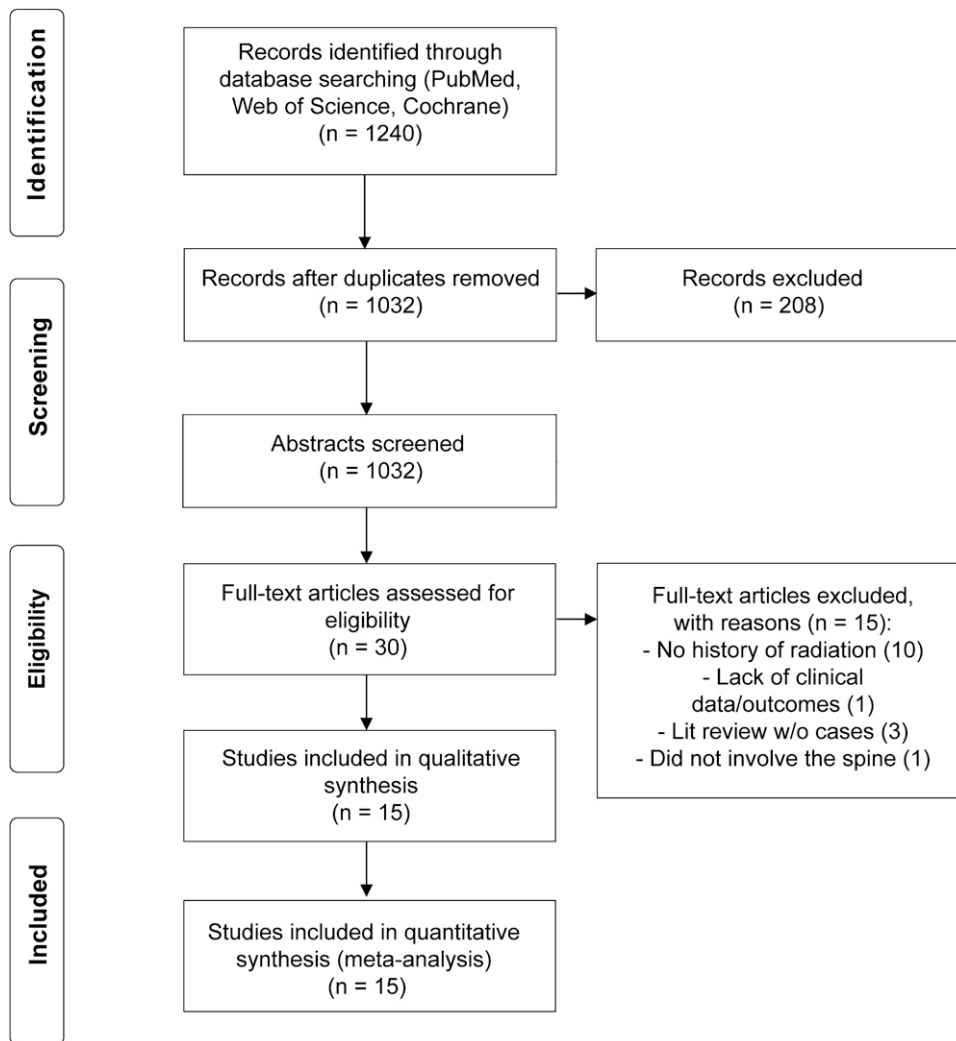 Identification
Records identified through
database searching (PubMed,
Web of Science, Cochrane)
(n = 1240)
Screening
Records after duplicates removed
(n = 1032)
Records excluded
(n = 208)
Abstracts screened
(n = 1032)
Eligibility
Full-text articles assessed for
eligibility
(n = 30)
Full-text articles excluded,
with reasons (n = 15):
- No history of radiation (10)
- Lack of clinical
data/outcomes (1)
- Lit review w/o cases (3)
- Did not involve the spine (1)
Studies included in qualitative
synthesis
(n = 15)
Included
Studies included in quantitative
synthesis (meta-analysis)
(n = 15)